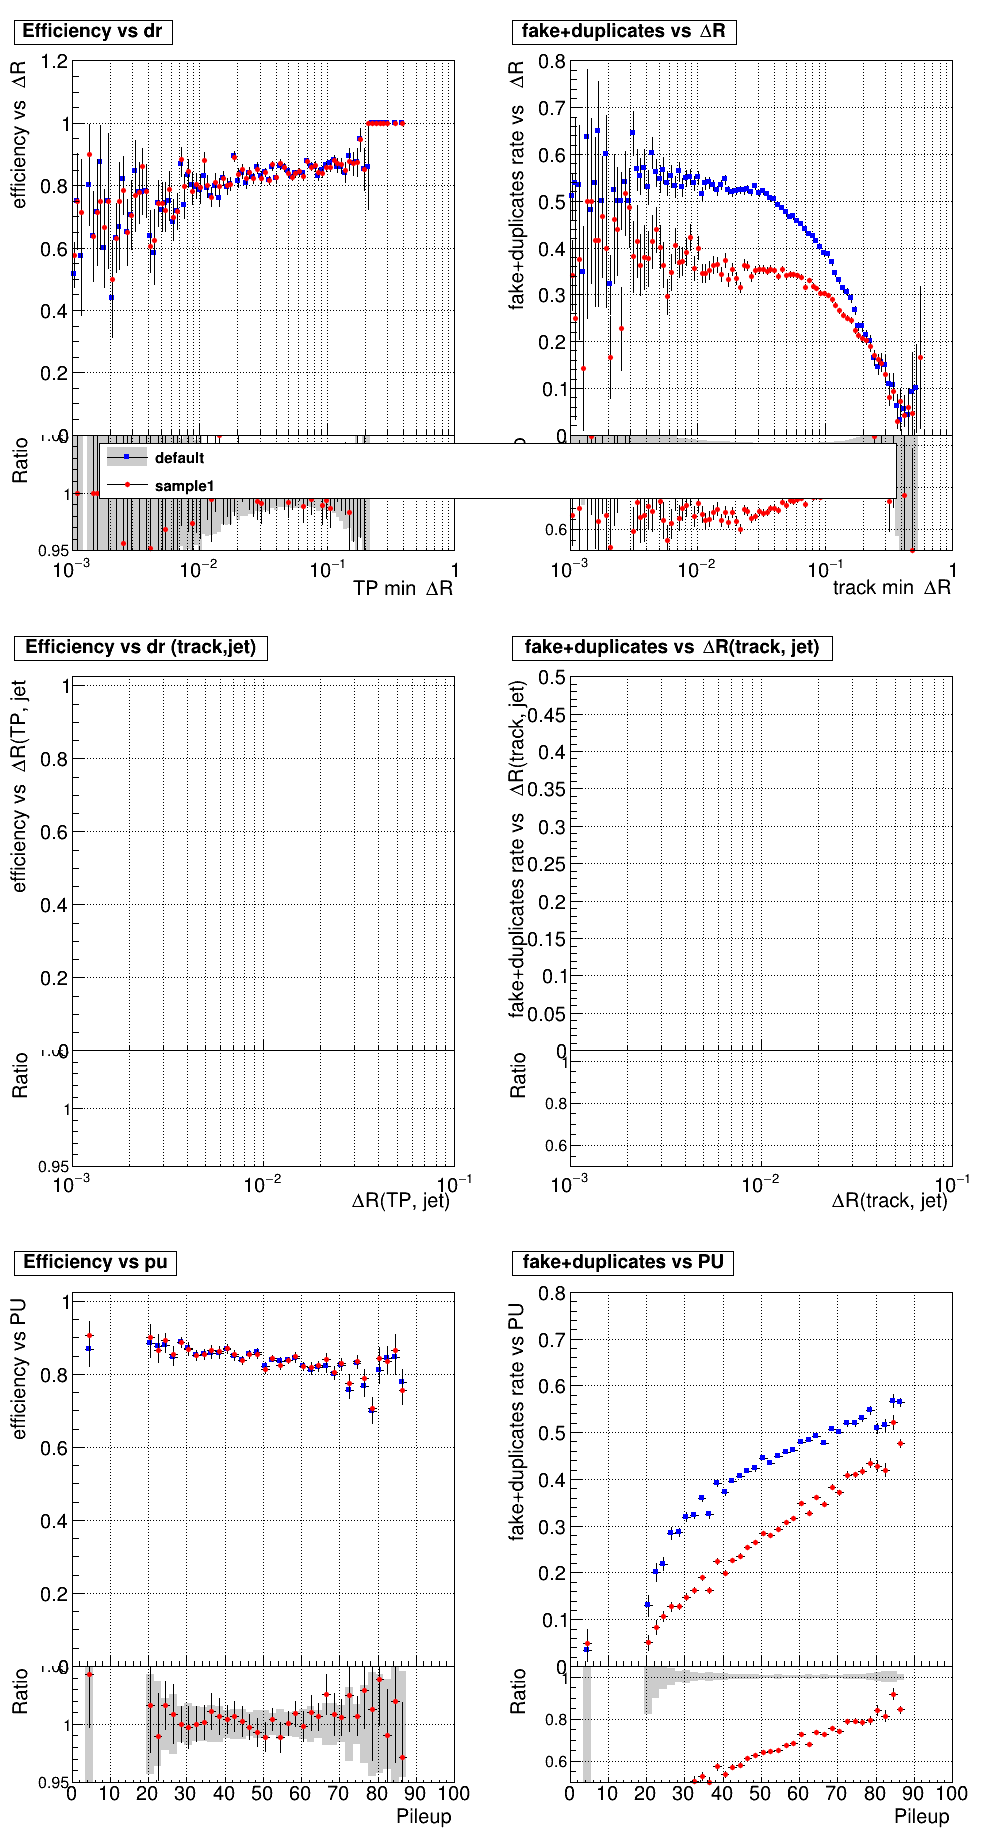 Efficiency vs dr
fake+duplicates vs ΔR
efficiency vs ΔR
1.2
1
0.8
0.6
0.4
0.2
0
fake+duplicates rate vs ΔR
0.8
0.7
0.6
0.5
0.4
0.3
0.2
0.1
0
Ratio
1
0.95
default
sample1
0.6
10⁻³
10⁻²
10⁻¹
1
TP min ΔR
10⁻³
10⁻²
10⁻¹
1
track min ΔR
Efficiency vs dr (track,jet)
fake+duplicates vs ΔR(track, jet)
efficiency vs ΔR(TP, jet
1
0.8
0.6
0.4
0.2
0
fake+duplicates rate vs ΔR(track, jet)
0.5
0.45
0.4
0.35
0.3
0.25
0.2
0.15
0.1
0.05
0
Ratio
1
0.95
Ratio
1
0.8
0.6
10⁻³
10⁻²
10⁻¹
ΔR(TP, jet)
10⁻³
10⁻²
10⁻¹
ΔR(track, jet)
Efficiency vs pu
fake+duplicates vs PU
efficiency vs PU
1
0.8
0.6
0.4
0.2
0
fake+duplicates rate vs PU
0.8
0.7
0.6
0.5
0.4
0.3
0.2
0.1
0
Ratio
1
0.95
Ratio
1
0.8
0.6
0 10 20 30 40 50 60 70 80 90 100
Pileup
0 10 20 30 40 50 60 70 80 90 100
Pileup